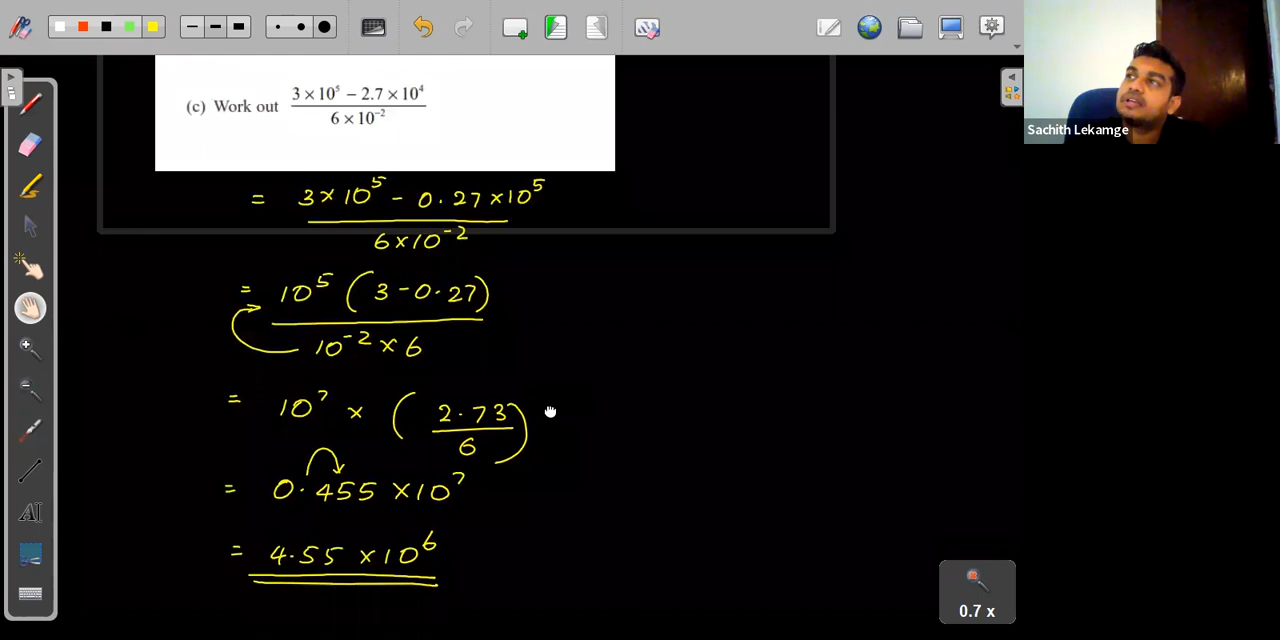 Sachith Lekamge
(c) Work out (3 × 10⁵ − 2.7 × 10⁴) / (6 × 10⁻²)
= (3 × 10⁵ - 0.27 × 10⁵) / (6 × 10⁻²)
= 10⁵ (3 - 0.27) / (10⁻² × 6)
= 10⁷ × (2.73 / 6)
= 0.455 × 10⁷
= 4.55 × 10⁶
AI
0.7 x